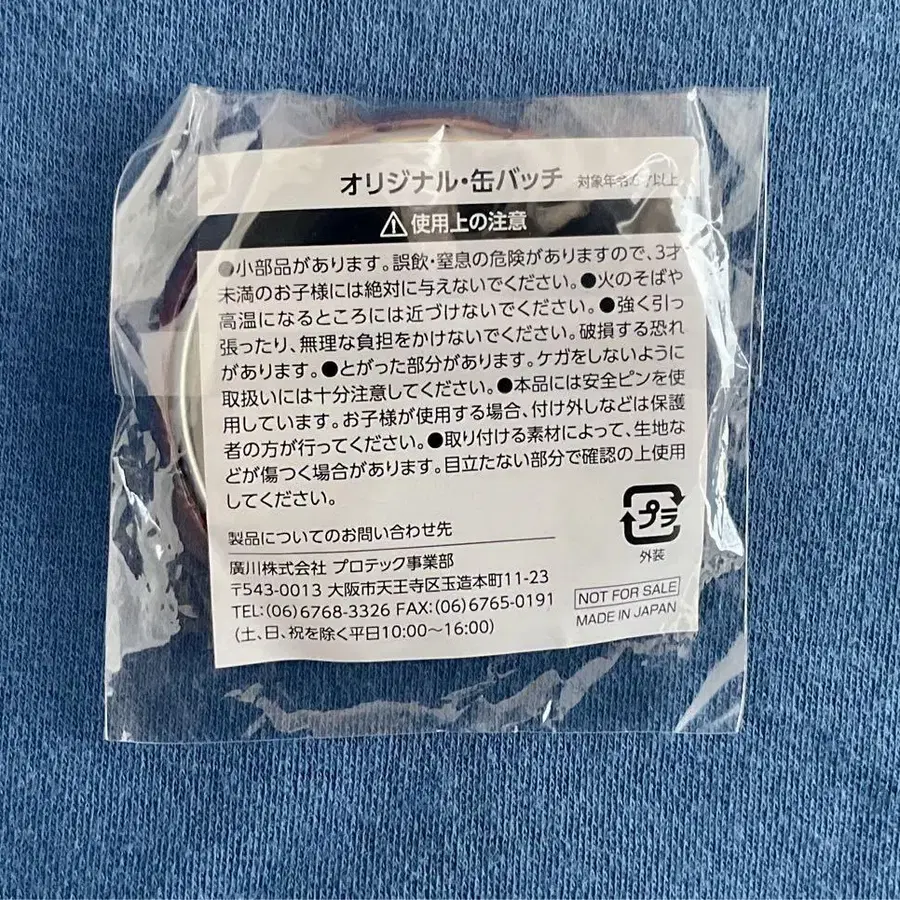 オリジナル・缶バッチ 対象年令6才以上
使用上の注意
●小部品があります。誤飲・窒息の危険がありますので、3才
未満のお子様には絶対に与えないでください。●火のそばや
高温になるところには近づけないでください。●強く引っ
張ったり、無理な負担をかけないでください。破損する恐れ
があります。●とがった部分があります。ケガをしないように
取扱いには十分注意してください。●本品には安全ピンを使
用しています。お子様が使用する場合、付け外しなどは保護
者の方が行ってください。●取り付ける素材によって、生地な
どが傷つく場合があります。目立たない部分で確認の上使用
してください。
プラ
外装
製品についてのお問い合わせ先
廣川株式会社 プロテック事業部
〒543-0013 大阪市天王寺区玉造本町11-23
TEL:(06)6768-3326 FAX:(06)6765-0191
(土、日、祝を除く平日10:00〜16:00)
NOT FOR SALE
MADE IN JAPAN